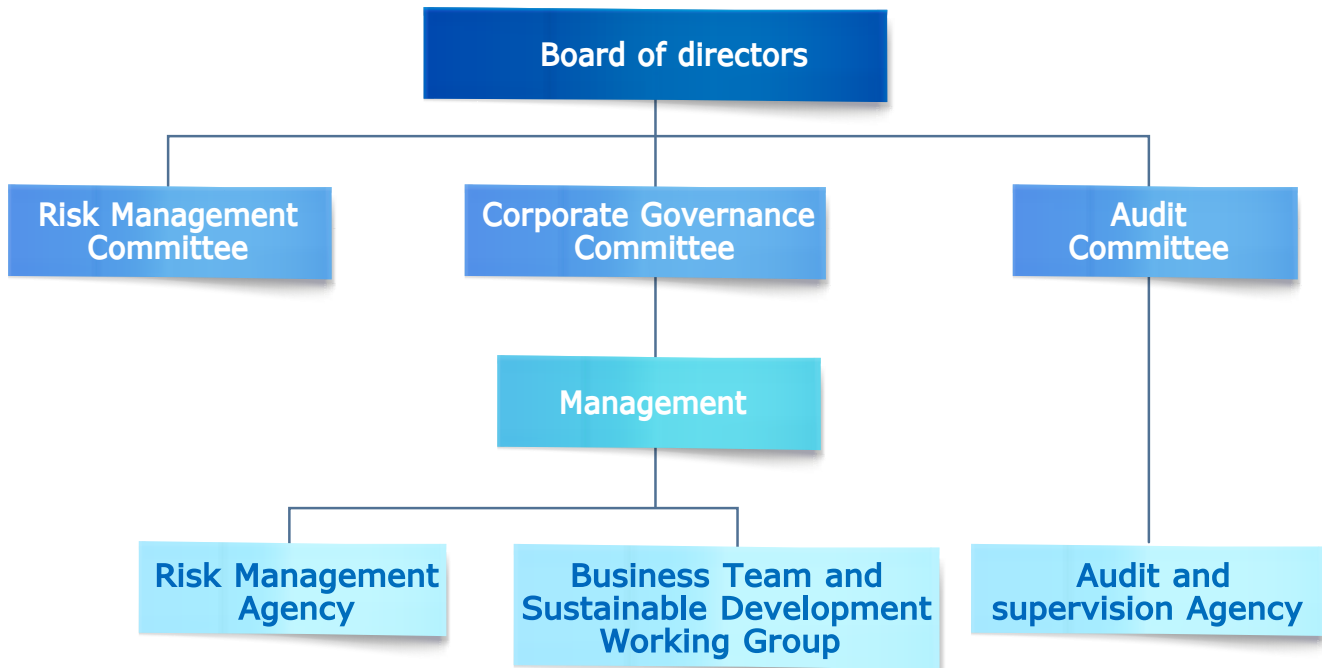 Board of directors
Risk Management
Committee
Corporate Governance
Committee
Audit
Committee
Management
Risk Management
Agency
Business Team and
Sustainable Development
Working Group
Audit and
supervision Agency